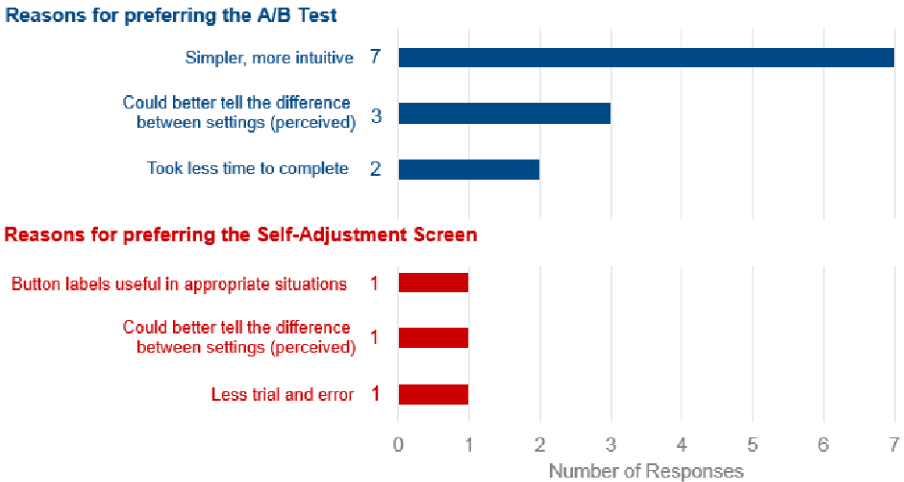 Reasons for preferring the A/B Test
Simpler, more intuitive 7
Could better tell the difference
between settings (perceived) 3
Took less time to complete 2
Reasons for preferring the Self-Adjustment Screen
Button labels useful in appropriate situations 1
Could better tell the difference
between settings (perceived) 1
Less trial and error 1
0 1 2 3 4 5 6 7
Number of Responses